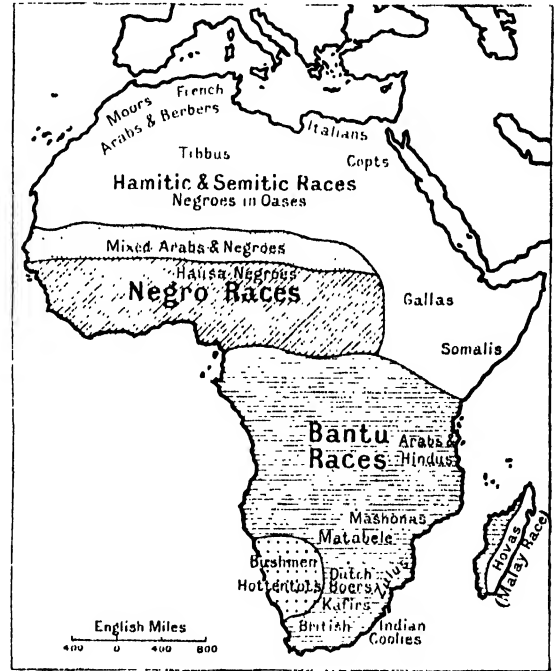 Moors
French
Arabs & Berbers
Italians
Tibbus
Copts
Hamitic & Semitic Races
Negroes in Oases
Mixed Arabs & Negroes
Hausa Negroes
Negro Races
Gallas
Somalis
Bantu
Races
Arabs &
Hindus
Mashonas
Matabele
Hovas
(Malay Race)
Bushmen
Hottentots
Dutch
Boers
Zulus
Kafirs
British
Indian
Coolies
English Miles
400 0 400 800